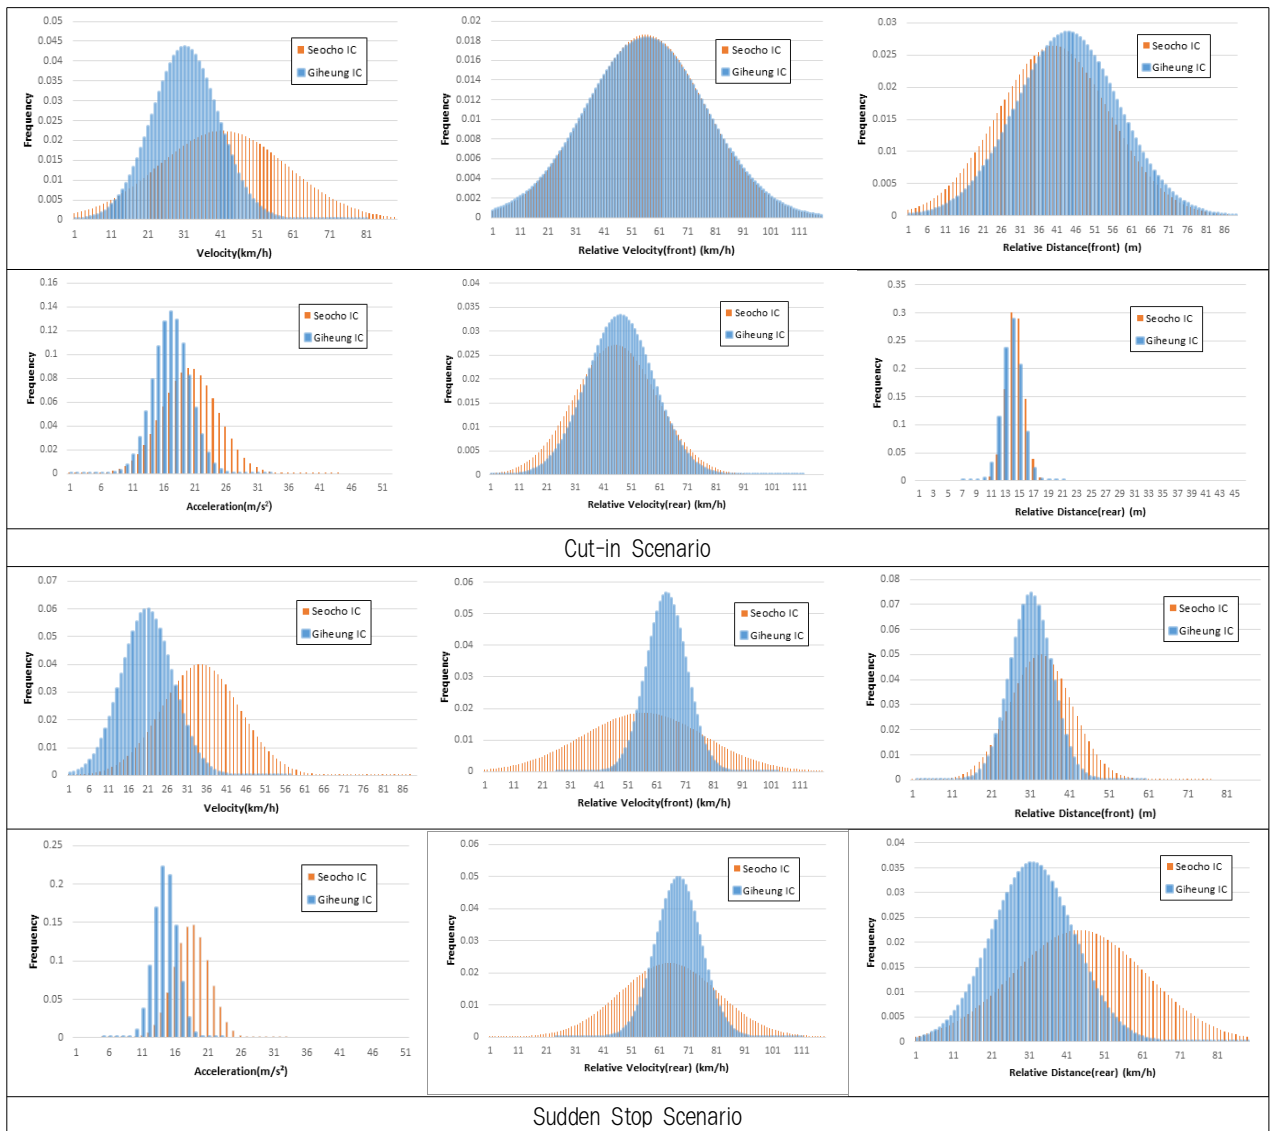 0.05
0.045
0.04
0.035
0.03
0.025
0.02
0.015
0.01
0.005
0
Frequency
Seocho IC
Giheung IC
1 11 21 31 41 51 61 71 81
Velocity(km/h)
0.02
0.018
0.016
0.014
0.012
0.01
0.008
0.006
0.004
0.002
0
Frequency
Seocho IC
Giheung IC
1 11 21 31 41 51 61 71 81 91 101 111
Relative Velocity(front) (km/h)
0.03
0.025
0.02
0.015
0.01
0.005
0
Frequency
Seocho IC
Giheung IC
1 6 11 16 21 26 31 36 41 46 51 56 61 66 71 76 81 86
Relative Distance(front) (m)
0.16
0.14
0.12
0.1
0.08
0.06
0.04
0.02
0
Frequency
Seocho IC
Giheung IC
1 6 11 16 21 26 31 36 41 46 51
Acceleration(m/s²)
0.04
0.035
0.03
0.025
0.02
0.015
0.01
0.005
0
Frequency
Seocho IC
Giheung IC
1 11 21 31 41 51 61 71 81 91 101 111
Relative Velocity(rear) (km/h)
0.35
0.3
0.25
0.2
0.15
0.1
0.05
0
Frequency
Seocho IC
Giheung IC
1 3 5 7 9 11 13 15 17 19 21 23 25 27 29 31 33 35 37 39 41 43 45
Relative Distance(rear) (m)
Cut-in Scenario
0.07
0.06
0.05
0.04
0.03
0.02
0.01
0
Frequency
Seocho IC
Giheung IC
1 6 11 16 21 26 31 36 41 46 51 56 61 66 71 76 81 86
Velocity(km/h)
0.06
0.05
0.04
0.03
0.02
0.01
0
Frequency
Seocho IC
Giheung IC
1 11 21 31 41 51 61 71 81 91 101 111
Relative Velocity(front) (km/h)
0.08
0.07
0.06
0.05
0.04
0.03
0.02
0.01
0
Frequency
Seocho IC
Giheung IC
1 11 21 31 41 51 61 71 81
Relative Distance(front) (m)
0.25
0.2
0.15
0.1
0.05
0
Frequency
Seocho IC
Giheung IC
1 6 11 16 21 26 31 36 41 46 51
Acceleration(m/s²)
0.06
0.05
0.04
0.03
0.02
0.01
0
Frequency
Seocho IC
Giheung IC
1 11 21 31 41 51 61 71 81 91 101 111
Relative Velocity(rear) (km/h)
0.04
0.035
0.03
0.025
0.02
0.015
0.01
0.005
0
Frequency
Seocho IC
Giheung IC
1 11 21 31 41 51 61 71 81
Relative Distance(rear) (km/h)
Sudden Stop Scenario